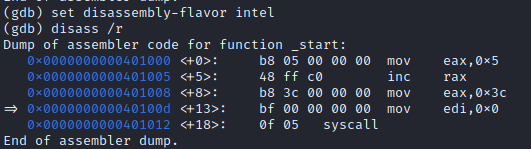 End of assembler dump.
(gdb) set disassembly-flavor intel
(gdb) disass /r
Dump of assembler code for function _start:
0x0000000000401000 <+0>: b8 05 00 00 00 mov eax,0x5
0x0000000000401005 <+5>: 48 ff c0 inc rax
0x0000000000401008 <+8>: b8 3c 00 00 00 mov eax,0x3c
=> 0x000000000040100d <+13>: bf 00 00 00 00 mov edi,0x0
0x0000000000401012 <+18>: 0f 05 syscall
End of assembler dump.